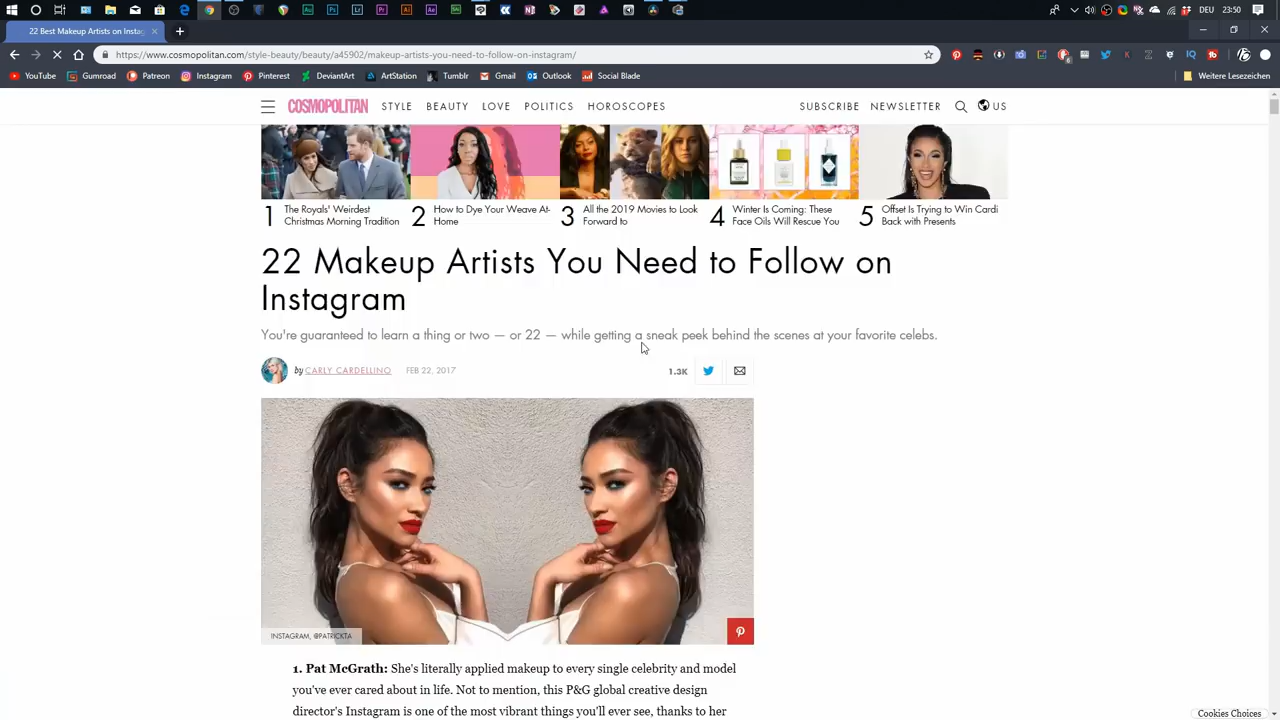 DEU 23:50
22 Best Makeup Artists on Instag
https://www.cosmopolitan.com/style-beauty/beauty/a45902/makeup-artists-you-need-to-follow-on-instagram/
YouTube Gumroad Patreon Instagram Pinterest DeviantArt ArtStation Tumblr Gmail Outlook Social Blade Weitere Lesezeichen
COSMOPOLITAN STYLE BEAUTY LOVE POLITICS HOROSCOPES SUBSCRIBE NEWSLETTER US
1 The Royals' Weirdest
Christmas Morning Tradition
2 How to Dye Your Weave At-
Home
3 All the 2019 Movies to Look
Forward to
4 Winter Is Coming: These
Face Oils Will Rescue You
5 Offset Is Trying to Win Cardi
Back with Presents
22 Makeup Artists You Need to Follow on
Instagram
You're guaranteed to learn a thing or two — or 22 — while getting a sneak peek behind the scenes at your favorite celebs.
by CARLY CARDELLINO FEB 22, 2017 1.3K
INSTAGRAM, @PATRICKTA
1. Pat McGrath: She's literally applied makeup to every single celebrity and model
you've ever cared about in life. Not to mention, this P&G global creative design
director's Instagram is one of the most vibrant things you'll ever see, thanks to her
Cookies Choices